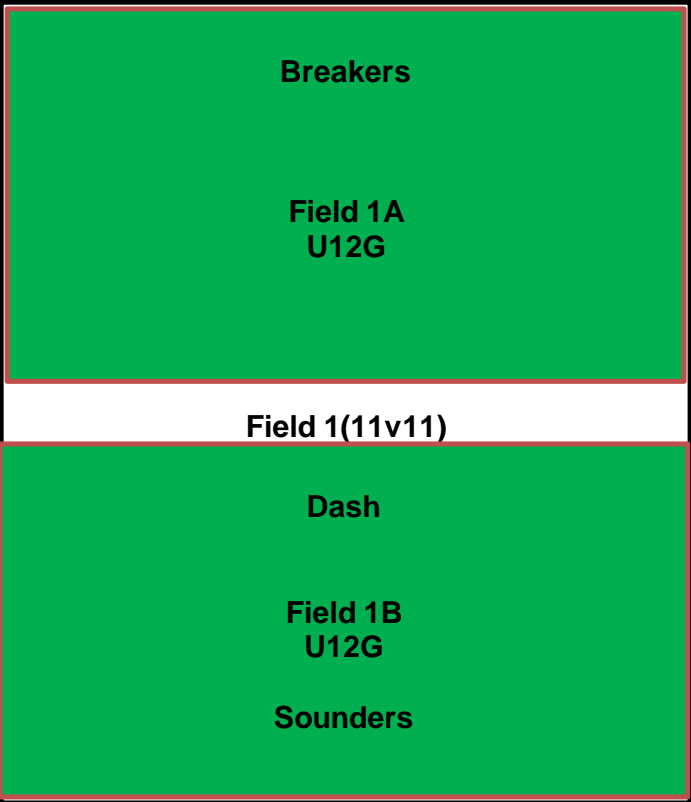 Breakers
Field 1A
U12G
Field 1(11v11)
Dash
Field 1B
U12G
Sounders